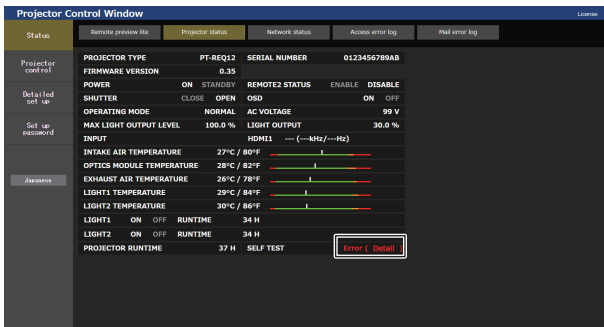 Projector Control Window
License
Status
Remote preview lite
Projector status
Network status
Access error log
Mail error log
Projector
control
Detailed
set up
Set up
password
Japanese
PROJECTOR TYPE PT-REQ12 SERIAL NUMBER 0123456789AB
FIRMWARE VERSION 0.35
POWER ON STANDBY REMOTE2 STATUS ENABLE DISABLE
SHUTTER CLOSE OPEN OSD ON OFF
OPERATING MODE NORMAL AC VOLTAGE 99 V
MAX LIGHT OUTPUT LEVEL 100.0 % LIGHT OUTPUT 30.0 %
INPUT HDMI1 --- (---kHz/---Hz)
INTAKE AIR TEMPERATURE 27°C / 80°F
OPTICS MODULE TEMPERATURE 28°C / 82°F
EXHAUST AIR TEMPERATURE 26°C / 78°F
LIGHT1 TEMPERATURE 29°C / 84°F
LIGHT2 TEMPERATURE 30°C / 86°F
LIGHT1 ON OFF RUNTIME 34 H
LIGHT2 ON OFF RUNTIME 34 H
PROJECTOR RUNTIME 37 H SELF TEST Error ( Detail )